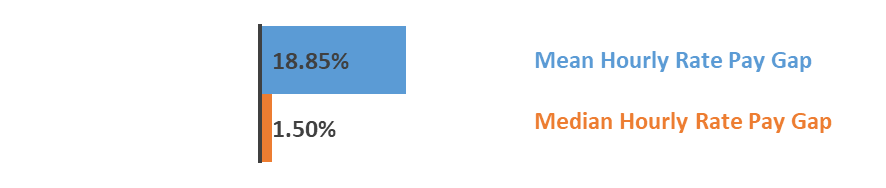 18.85%
Mean Hourly Rate Pay Gap
1.50%
Median Hourly Rate Pay Gap